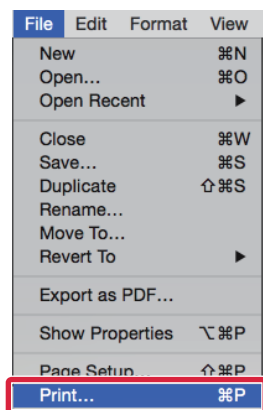 File Edit Format View
New ⌘N
Open... ⌘O
Open Recent ▶
Close ⌘W
Save... ⌘S
Duplicate ⇧⌘S
Rename...
Move To...
Revert To ▶
Export as PDF...
Show Properties ⌥⌘P
Page Setup... ⇧⌘P
Print... ⌘P